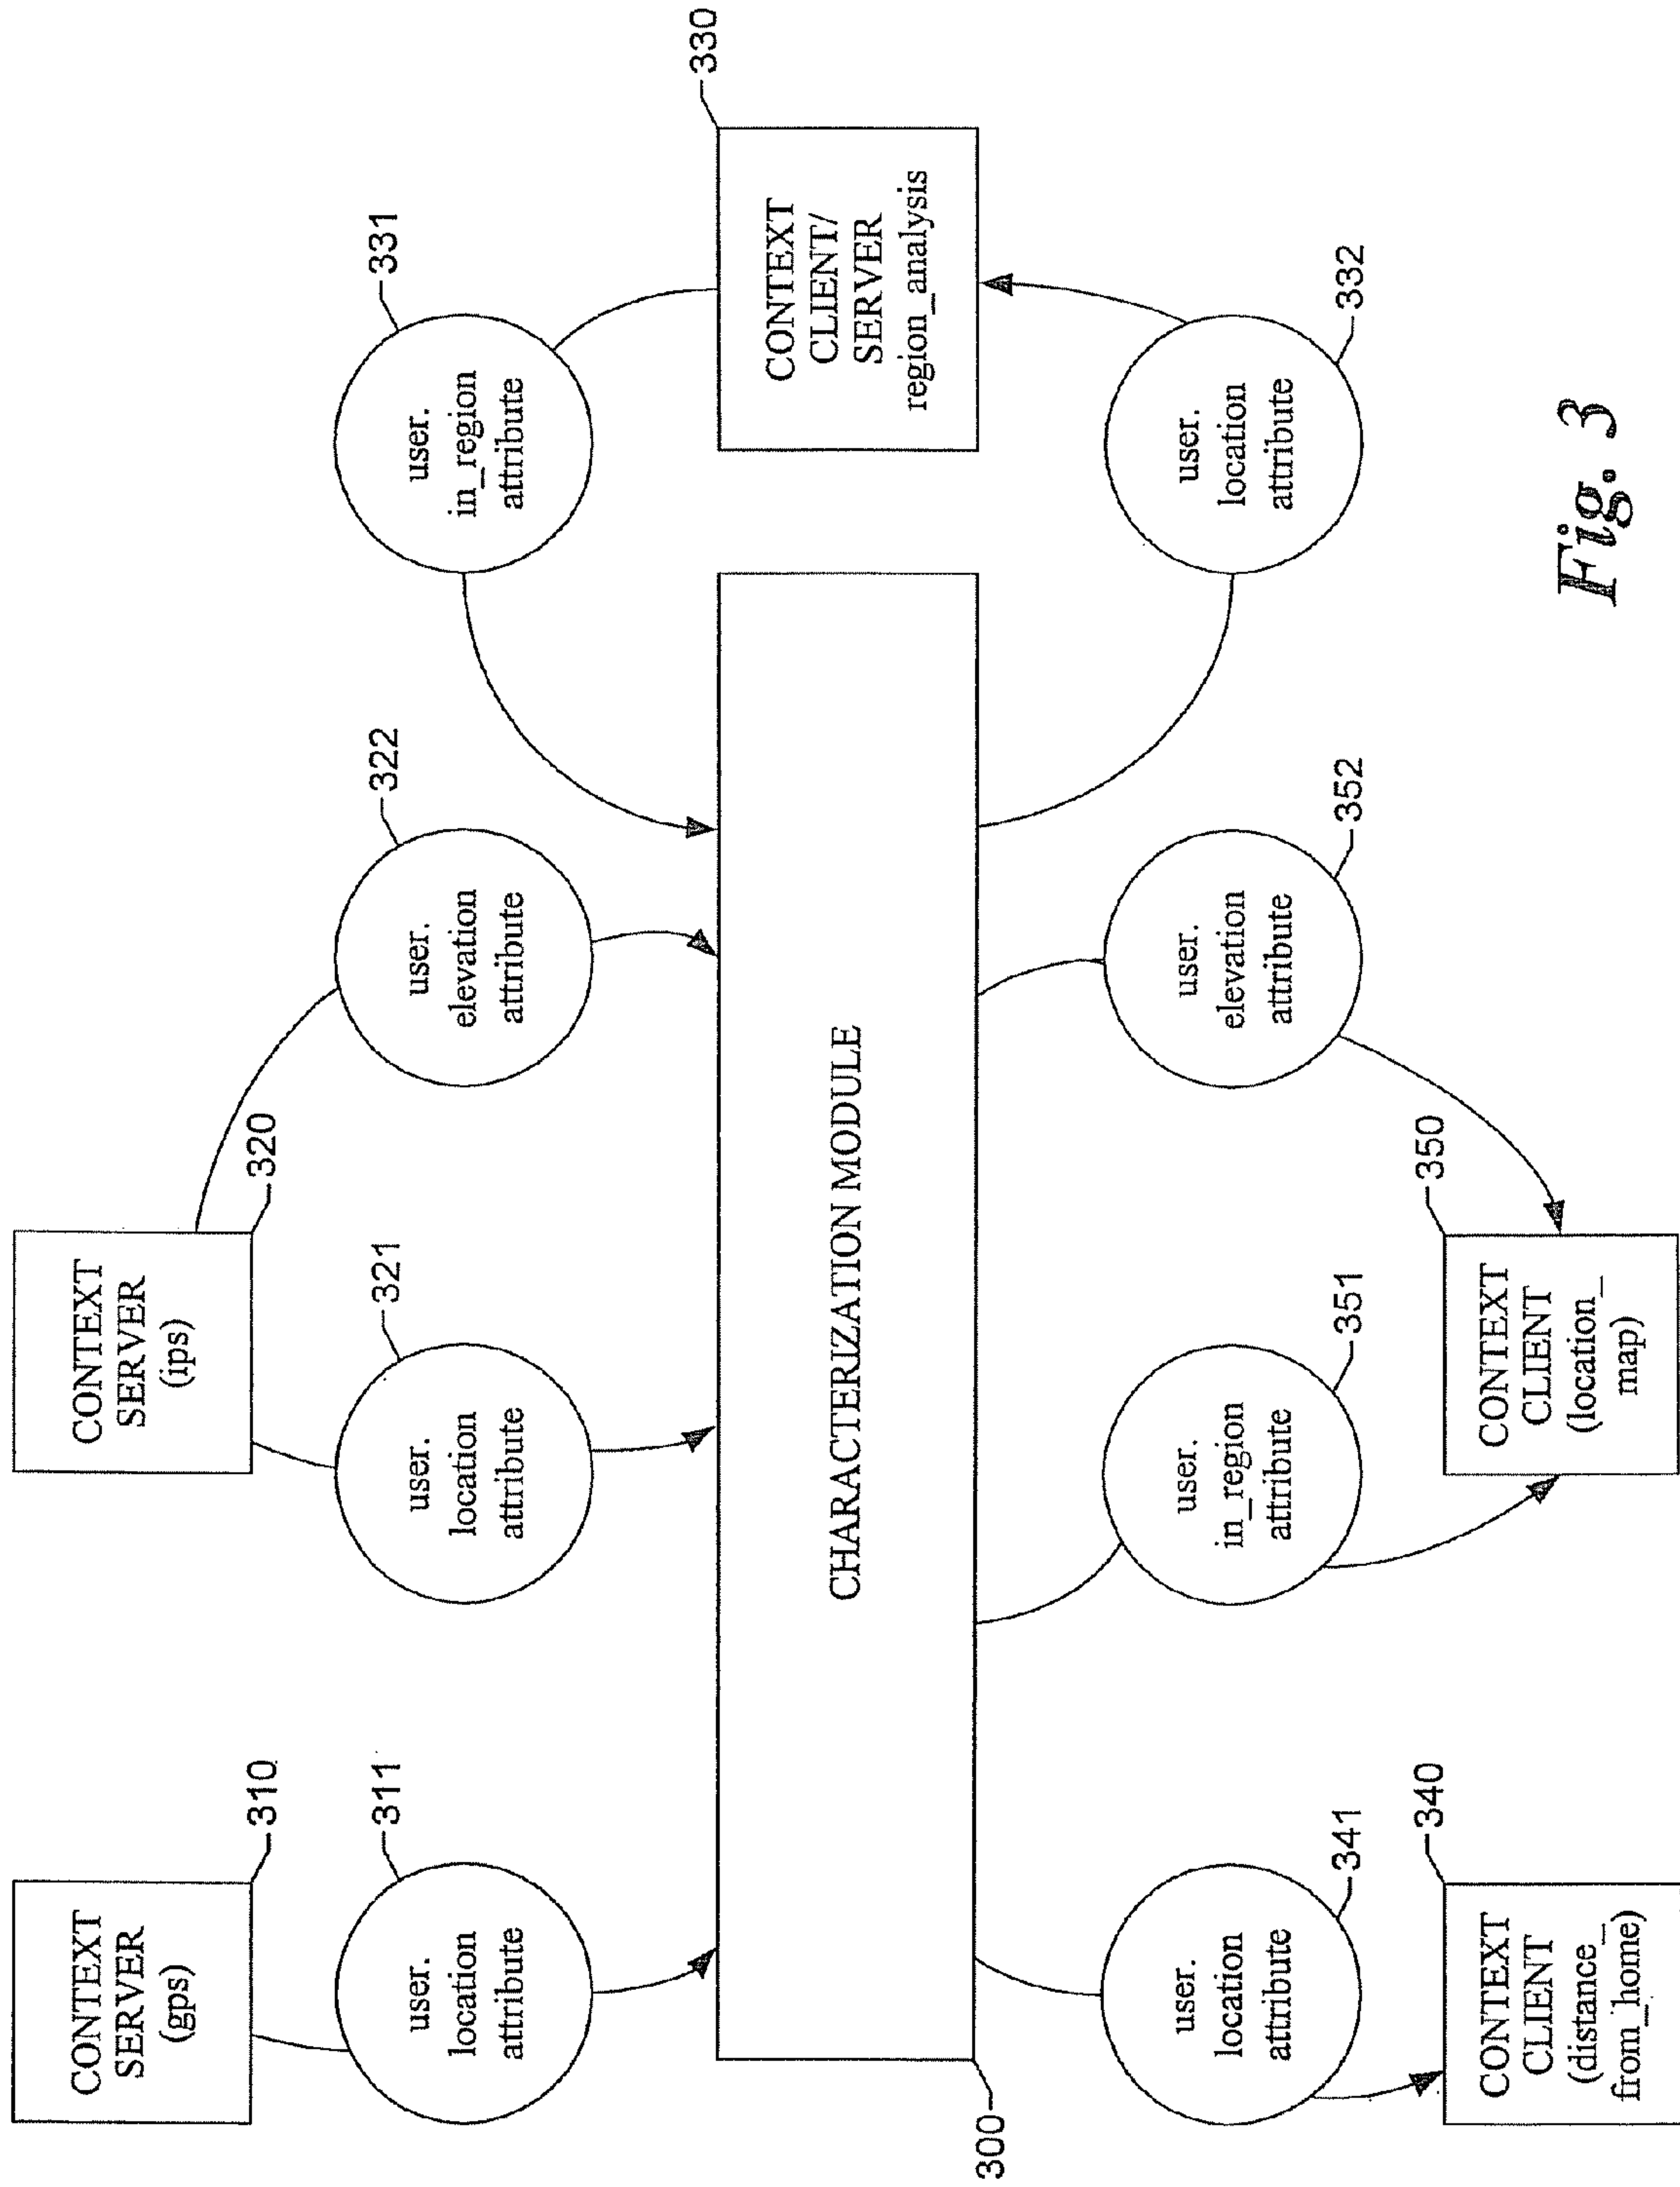 CONTEXT
SERVER
(gps)
310
CONTEXT
SERVER
(ips)
320
user.
location
attribute
311
user.
location
attribute
321
user.
elevation
attribute
322
user.
in_region
attribute
331
300
CHARACTERIZATION MODULE
CONTEXT
CLIENT/
SERVER
region_analysis
330
user.
location
attribute
341
user.
in_region
attribute
351
user.
elevation
attribute
352
user.
location
attribute
332
CONTEXT
CLIENT
(distance_
from_home)
340
CONTEXT
CLIENT
(location_
map)
350
Fig. 3